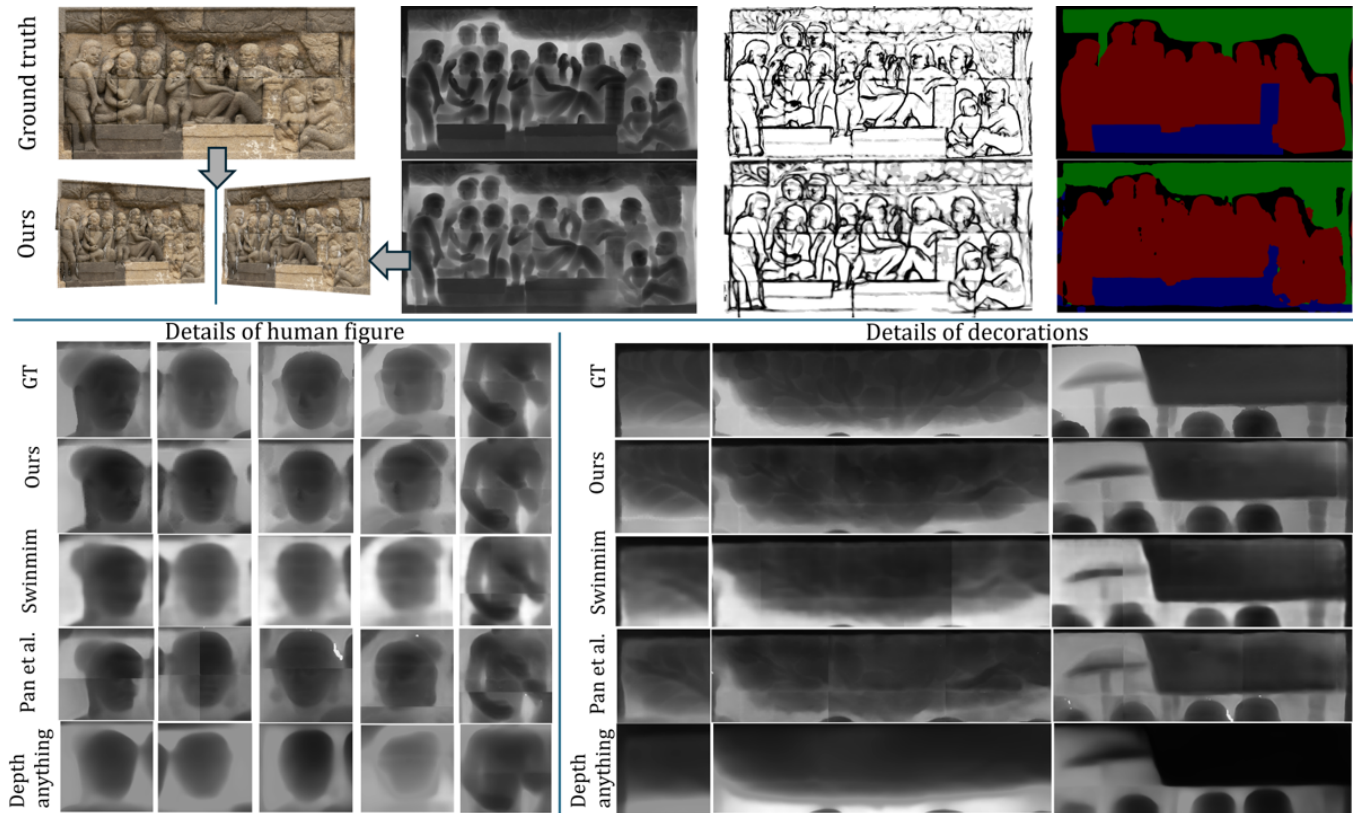 Ground truth
Ours
Details of human figure
Details of decorations
GT
Ours
Swinmim
Pan et al.
Depth
anything
GT
Ours
Swinmim
Pan et al.
Depth
anything